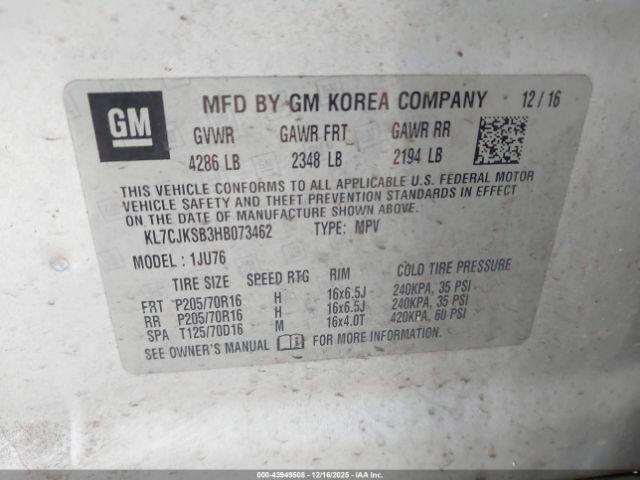 GM MFD BY GM KOREA COMPANY 12/16
GVWR GAWR FRT GAWR RR
4286 LB 2348 LB 2194 LB
THIS VEHICLE CONFORMS TO ALL APPLICABLE U.S. FEDERAL MOTOR
VEHICLE SAFETY AND THEFT PREVENTION STANDARDS IN EFFECT
ON THE DATE OF MANUFACTURE SHOWN ABOVE.
KL7CJKSB3HB073462 TYPE: MPV
MODEL: 1JU76
TIRE SIZE SPEED RTG RIM COLD TIRE PRESSURE
FRT P205/70R16 H 16x6.5J 240KPA, 35 PSI
RR P205/70R16 H 16x6.5J 240KPA, 35 PSI
SPA T125/70D16 M 16x4.0T 420KPA, 60 PSI
SEE OWNER'S MANUAL FOR MORE INFORMATION.
000-43949508 - 12/16/2025 - iaai.com